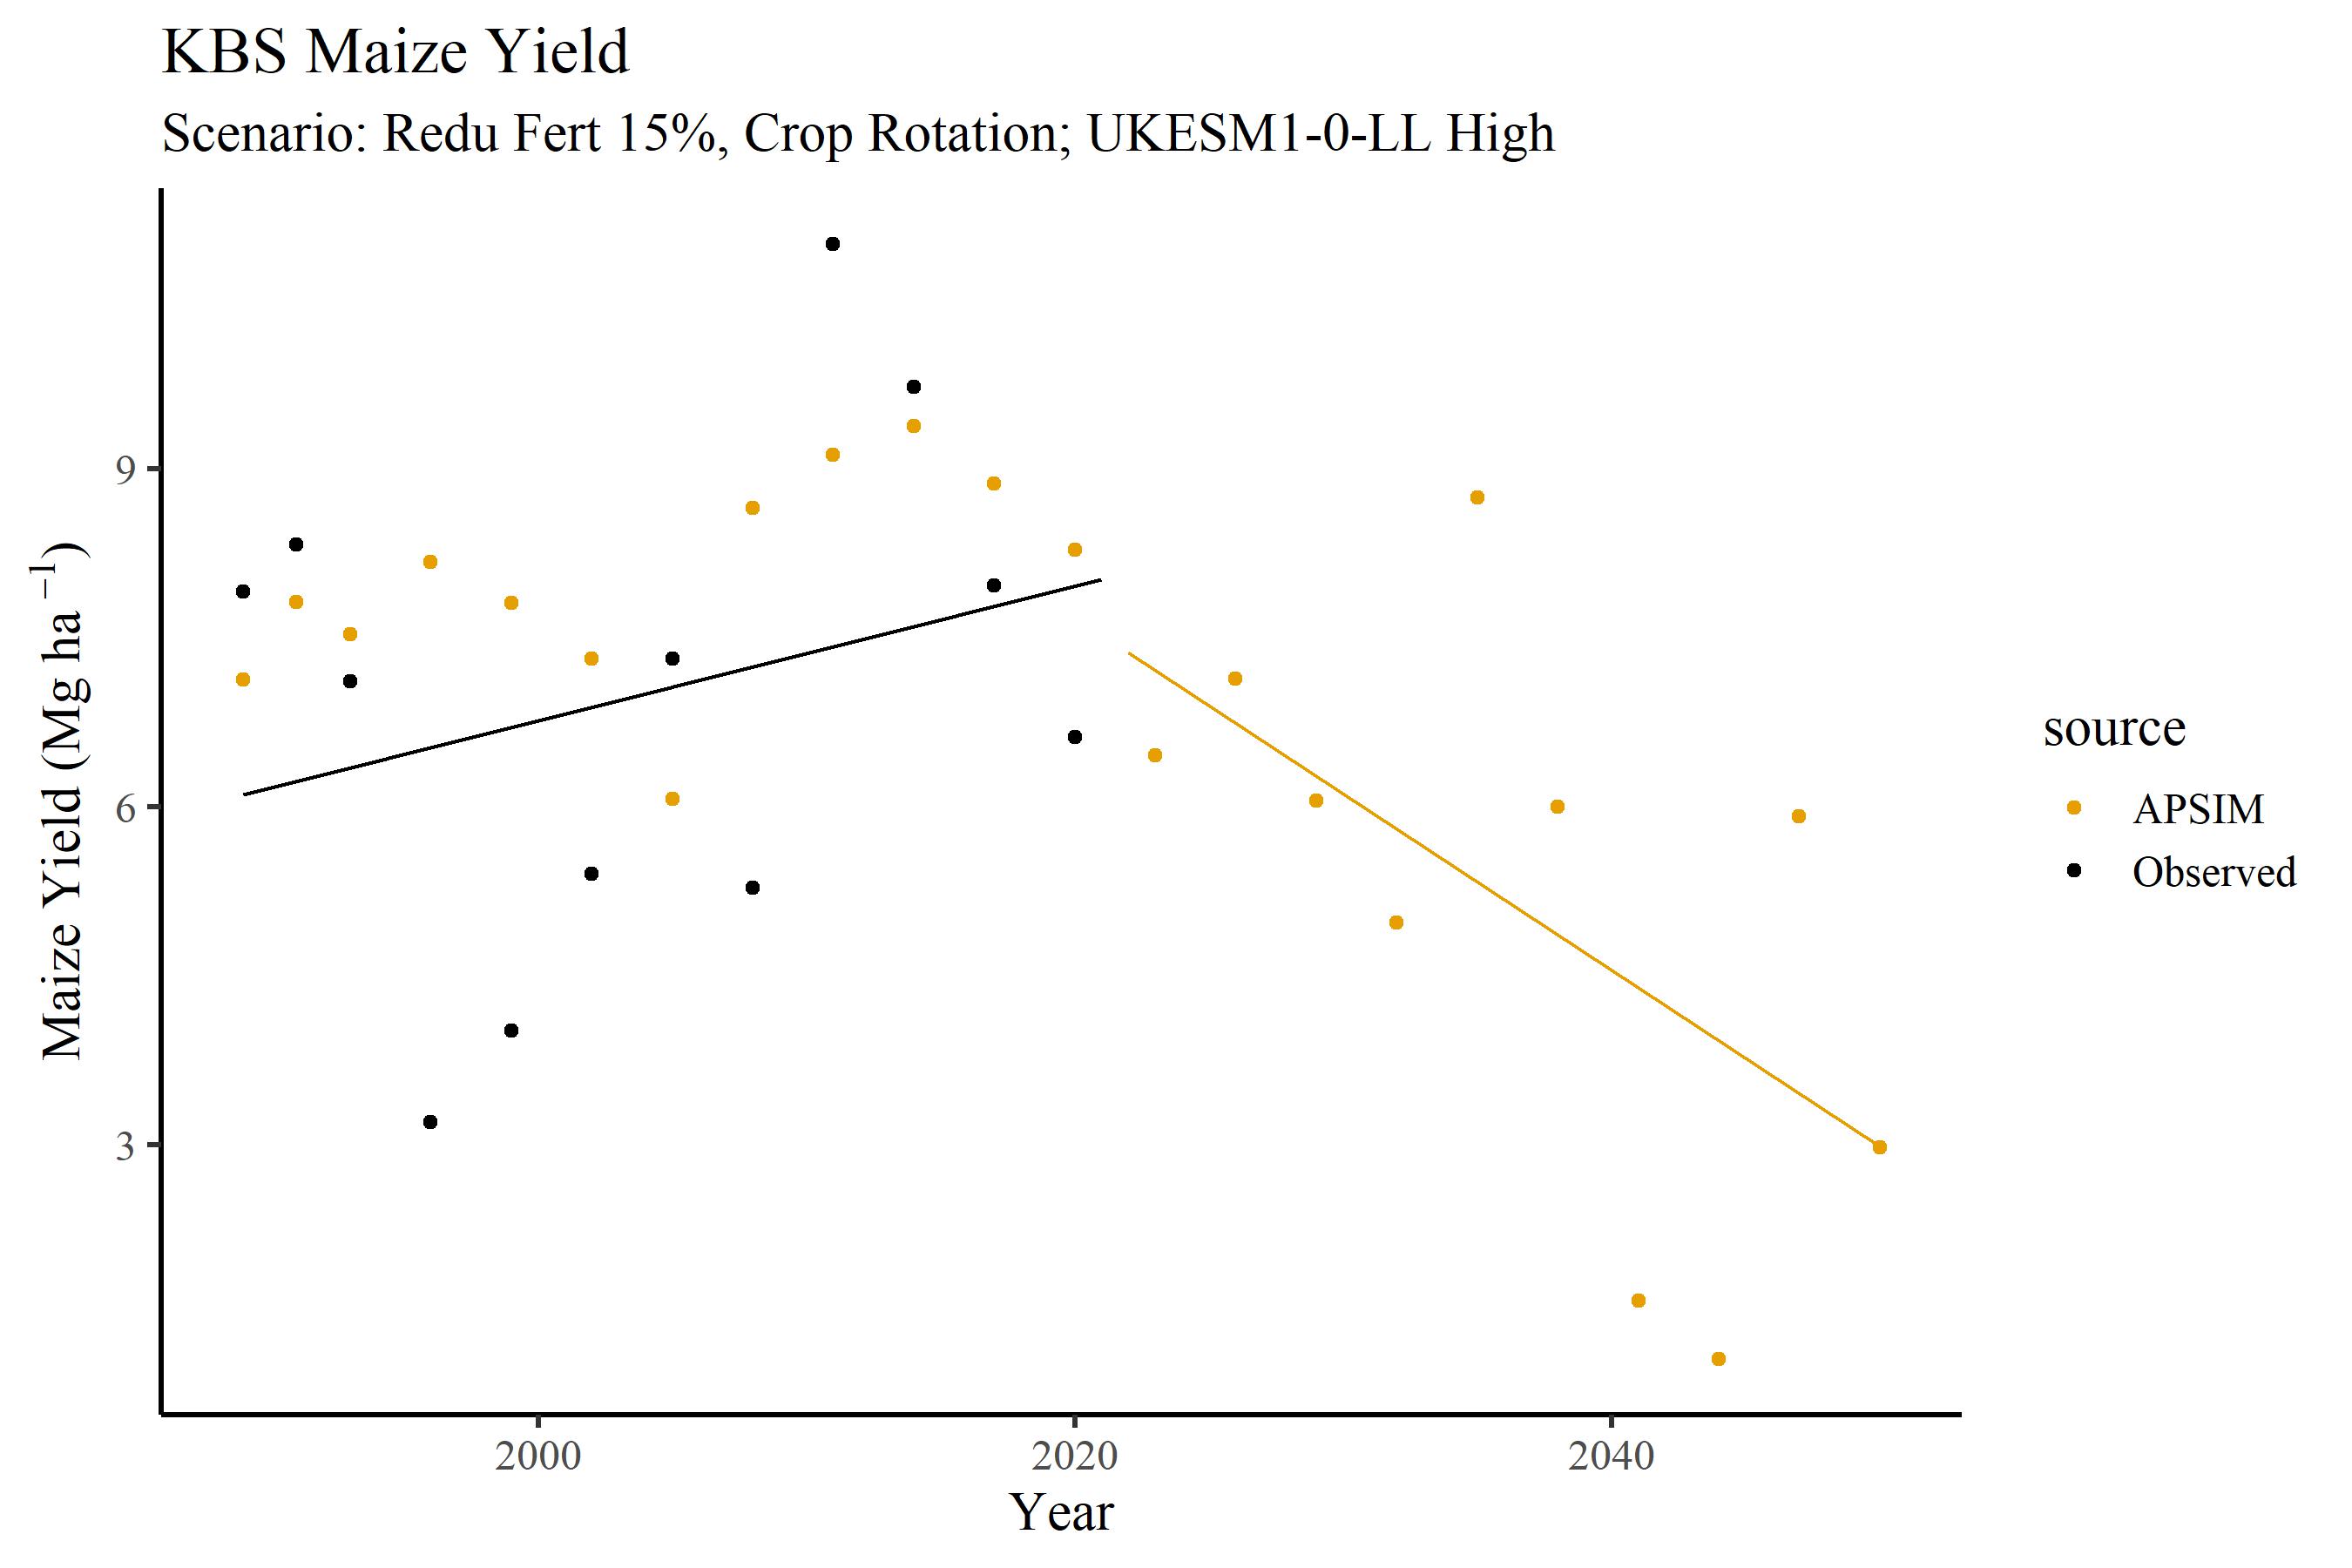 KBS Maize Yield
Scenario: Redu Fert 15%, Crop Rotation; UKESM1-0-LL High
Maize Yield (Mg ha −1)
9
6
3
2000 2020 2040
Year
source
APSIM
Observed